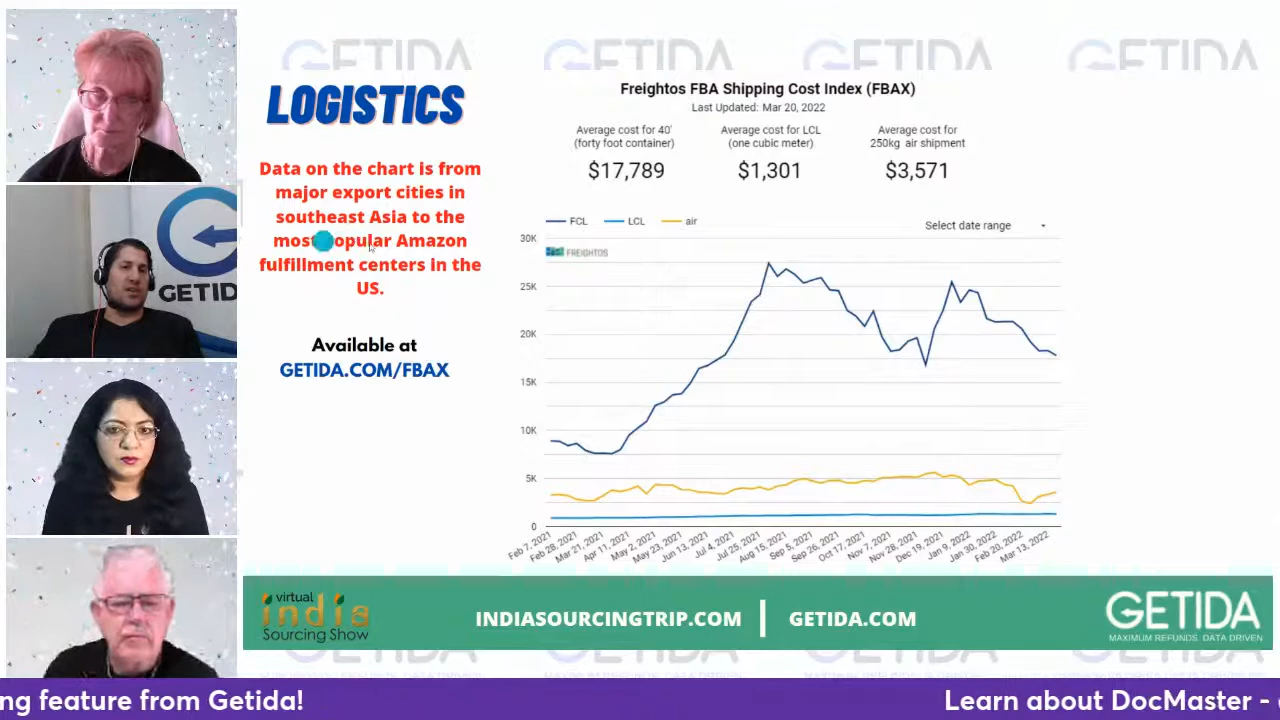 GETIDA GETIDA GETIDA GETIDA
LOGISTICS
Data on the chart is from
major export cities in
southeast Asia to the
most popular Amazon
fulfillment centers in the
US.
Available at
GETIDA.COM/FBAX
Freightos FBA Shipping Cost Index (FBAX)
Last Updated: Mar 20, 2022
Average cost for 40'
(forty foot container)
$17,789
Average cost for LCL
(one cubic meter)
$1,301
Average cost for
250kg air shipment
$3,571
FCL LCL air
Select date range
FREIGHTOS
30K
25K
20K
15K
10K
5K
0
Feb 7, 2021
Feb 28, 2021
Mar 21, 2021
Apr 11, 2021
May 2, 2021
May 23, 2021
Jun 13, 2021
Jul 4, 2021
Jul 25, 2021
Aug 15, 2021
Sep 5, 2021
Sep 26, 2021
Oct 17, 2021
Nov 7, 2021
Nov 28, 2021
Dec 19, 2021
Jan 9, 2022
Jan 30, 2022
Feb 20, 2022
Mar 13, 2022
GETIDA
virtual
india
Sourcing Show
INDIASOURCINGTRIP.COM | GETIDA.COM
GETIDA
MAXIMUM REFUNDS. DATA DRIVEN
ng feature from Getida! Learn about DocMaster -